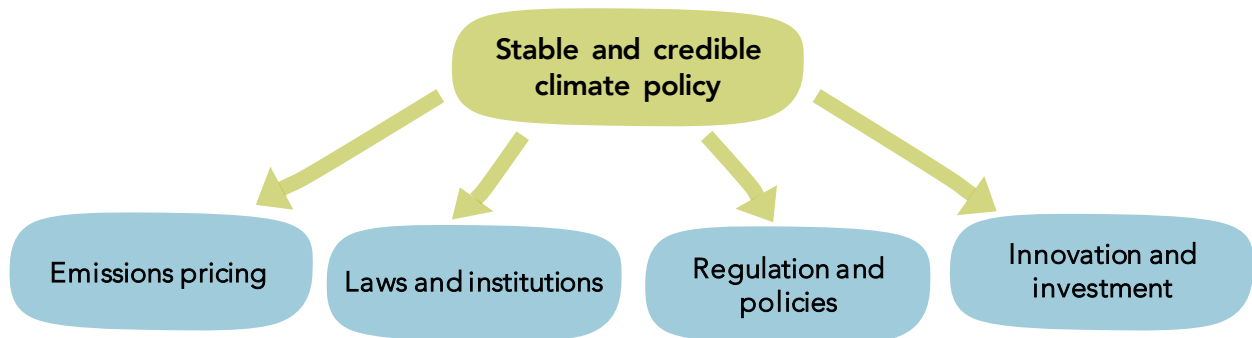 Stable and credible
climate policy
Emissions pricing
Laws and institutions
Regulation and
policies
Innovation and
investment